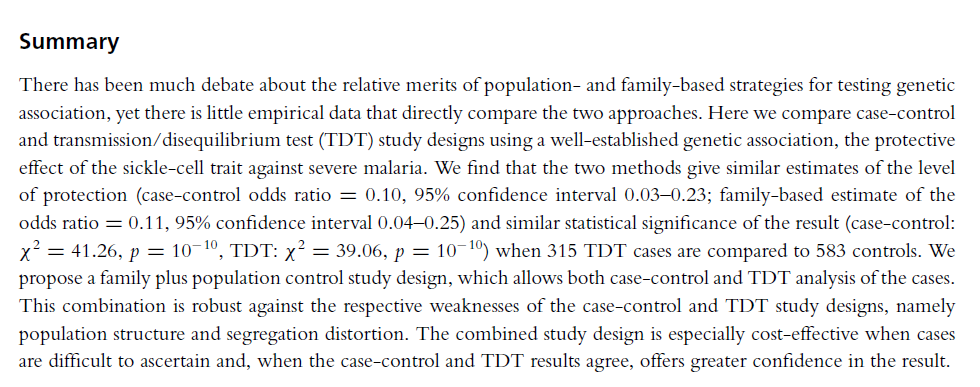 Summary
There has been much debate about the relative merits of population- and family-based strategies for testing genetic
association, yet there is little empirical data that directly compare the two approaches. Here we compare case-control
and transmission/disequilibrium test (TDT) study designs using a well-established genetic association, the protective
effect of the sickle-cell trait against severe malaria. We find that the two methods give similar estimates of the level
of protection (case-control odds ratio = 0.10, 95% confidence interval 0.03–0.23; family-based estimate of the
odds ratio = 0.11, 95% confidence interval 0.04–0.25) and similar statistical significance of the result (case-control:
χ² = 41.26, p = 10⁻¹⁰, TDT: χ² = 39.06, p = 10⁻¹⁰) when 315 TDT cases are compared to 583 controls. We
propose a family plus population control study design, which allows both case-control and TDT analysis of the cases.
This combination is robust against the respective weaknesses of the case-control and TDT study designs, namely
population structure and segregation distortion. The combined study design is especially cost-effective when cases
are difficult to ascertain and, when the case-control and TDT results agree, offers greater confidence in the result.